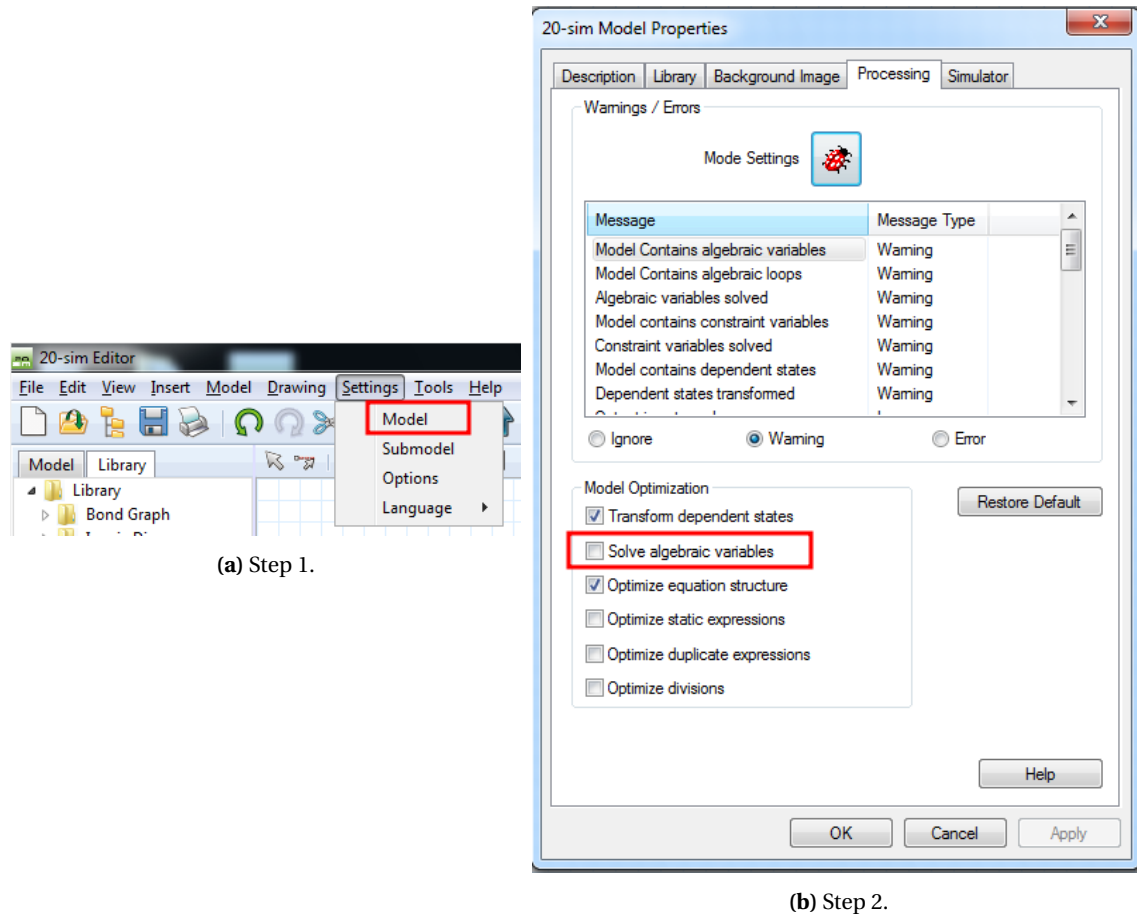 20-sim Editor
File Edit View Insert Model Drawing Settings Tools Help
Model
Submodel
Options
Language
Model Library
Library
Bond Graph
(a) Step 1.
20-sim Model Properties
Description Library Background Image Processing Simulator
Warnings / Errors
Mode Settings
Message Message Type
Model Contains algebraic variables Warning
Model Contains algebraic loops Warning
Algebraic variables solved Warning
Model contains constraint variables Warning
Constraint variables solved Warning
Model contains dependent states Warning
Dependent states transformed Warning
Ignore Warning Error
Model Optimization
Restore Default
Transform dependent states
Solve algebraic variables
Optimize equation structure
Optimize static expressions
Optimize duplicate expressions
Optimize divisions
Help
OK Cancel Apply
(b) Step 2.